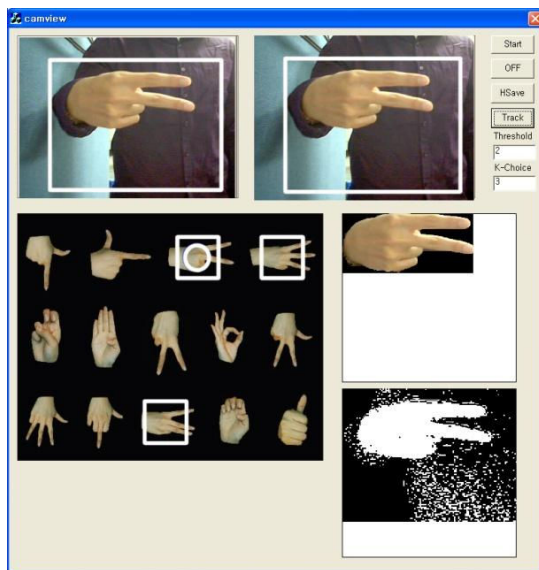 camview
Start
OFF
HSave
Track
Threshold
2
K-Choice
3